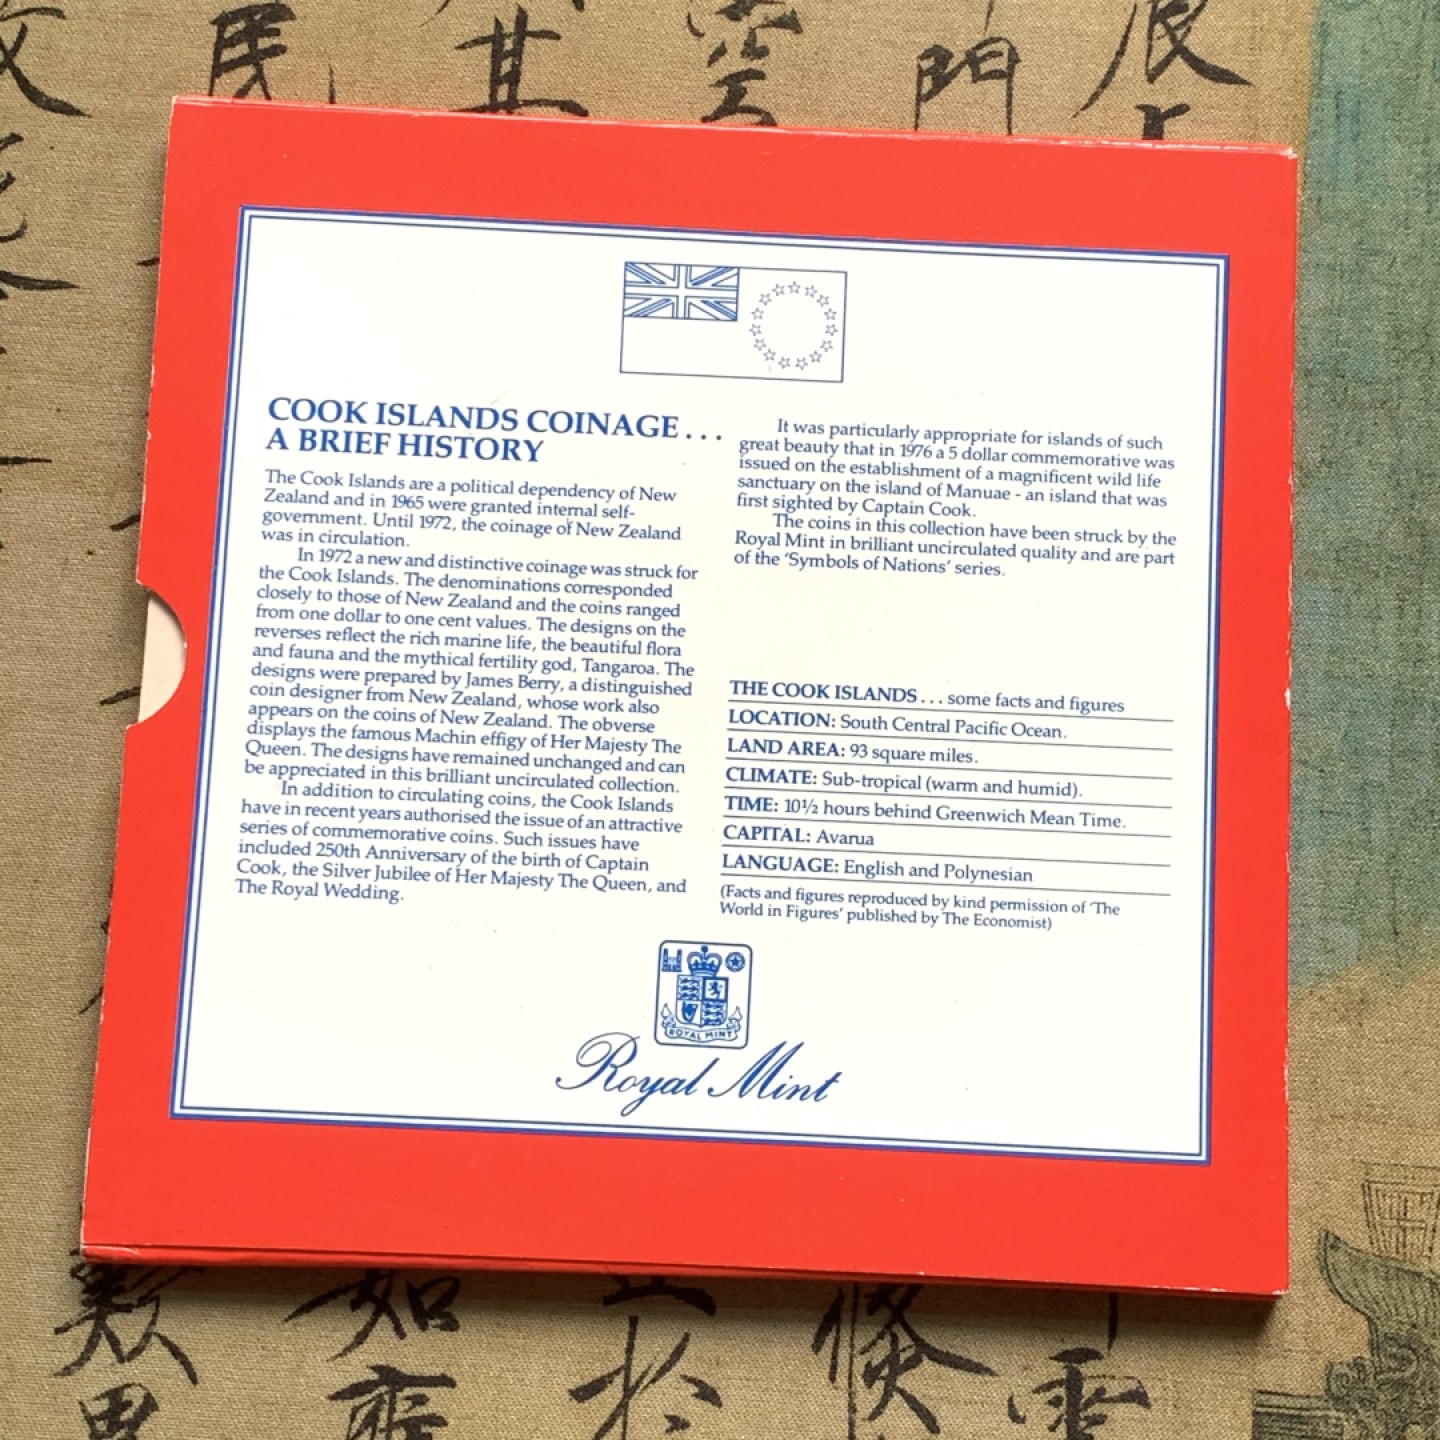 民
其
空
門
COOK ISLANDS COINAGE...
A BRIEF HISTORY
The Cook Islands are a political dependency of New
Zealand and in 1965 were granted internal self-
government. Until 1972, the coinage of New Zealand
was in circulation.
In 1972 a new and distinctive coinage was struck for
the Cook Islands. The denominations corresponded
closely to those of New Zealand and the coins ranged
from one dollar to one cent values. The designs on the
reverses reflect the rich marine life, the beautiful flora
and fauna and the mythical fertility god, Tangaroa. The
designs were prepared by James Berry, a distinguished
coin designer from New Zealand, whose work also
appears on the coins of New Zealand. The obverse
displays the famous Machin effigy of Her Majesty The
Queen. The designs have remained unchanged and can
be appreciated in this brilliant uncirculated collection.
In addition to circulating coins, the Cook Islands
have in recent years authorised the issue of an attractive
series of commemorative coins. Such issues have
included 250th Anniversary of the birth of Captain
Cook, the Silver Jubilee of Her Majesty The Queen, and
The Royal Wedding.
It was particularly appropriate for islands of such
great beauty that in 1976 a 5 dollar commemorative was
issued on the establishment of a magnificent wild life
sanctuary on the island of Manuae - an island that was
first sighted by Captain Cook.
The coins in this collection have been struck by the
Royal Mint in brilliant uncirculated quality and are part
of the 'Symbols of Nations' series.
THE COOK ISLANDS... some facts and figures
LOCATION: South Central Pacific Ocean.
LAND AREA: 93 square miles.
CLIMATE: Sub-tropical (warm and humid).
TIME: 10½ hours behind Greenwich Mean Time.
CAPITAL: Avarua
LANGUAGE: English and Polynesian
(Facts and figures reproduced by kind permission of 'The
World in Figures' published by The Economist)
ROYAL MINT
Royal Mint
如
於